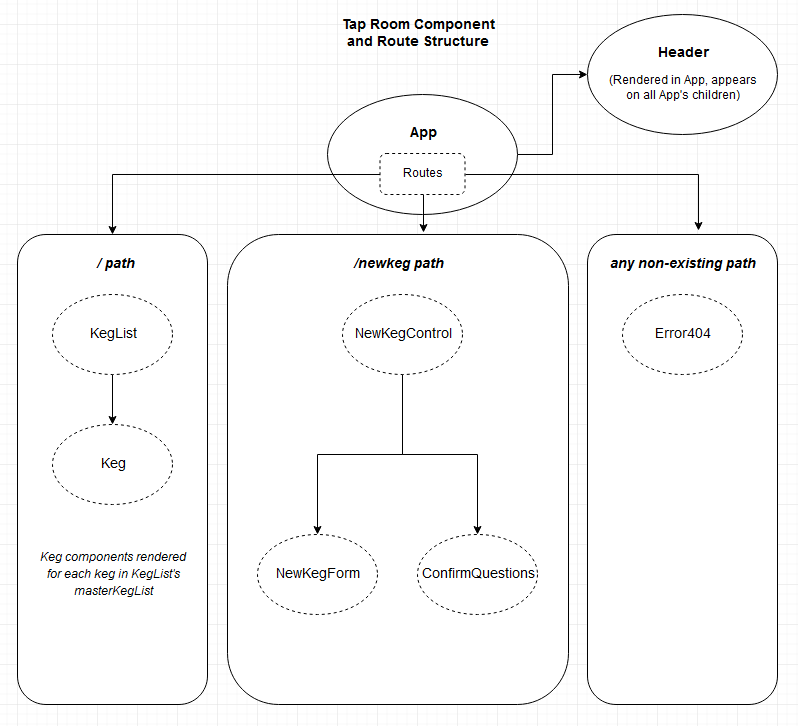 Tap Room Component
and Route Structure
Header
(Rendered in App, appears
on all App's children)
App
Routes
/ path
/newkeg path
any non-existing path
KegList
NewKegControl
Error404
Keg
Keg components rendered
for each keg in KegList's
masterKegList
NewKegForm
ConfirmQuestions